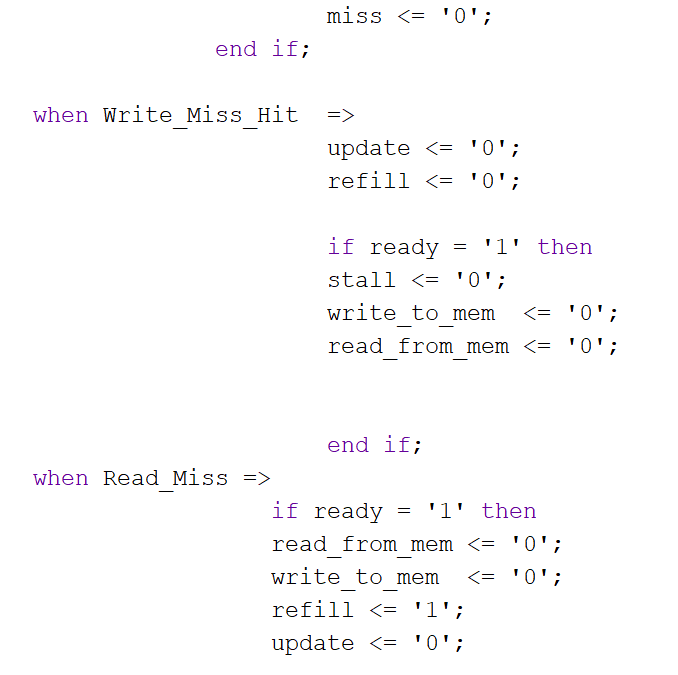 miss <= '0';
end if;
when Write_Miss_Hit =>
update <= '0';
refill <= '0';
if ready = '1' then
stall <= '0';
write_to_mem <= '0';
read_from_mem <= '0';
end if;
when Read_Miss =>
if ready = '1' then
read_from_mem <= '0';
write_to_mem <= '0';
refill <= '1';
update <= '0';